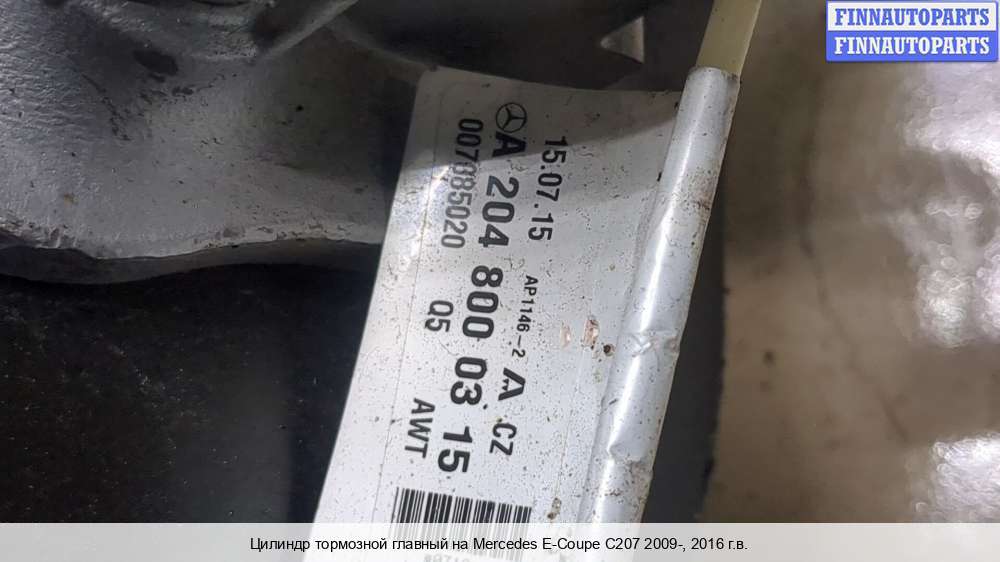 FINNAUTOPARTS
FINNAUTOPARTS
15.07.15 AP1146-2 A CZ
A 204 800 03 15
0070085020 Q5 AWT
Цилиндр тормозной главный на Mercedes E-Coupe C207 2009-, 2016 г.в.